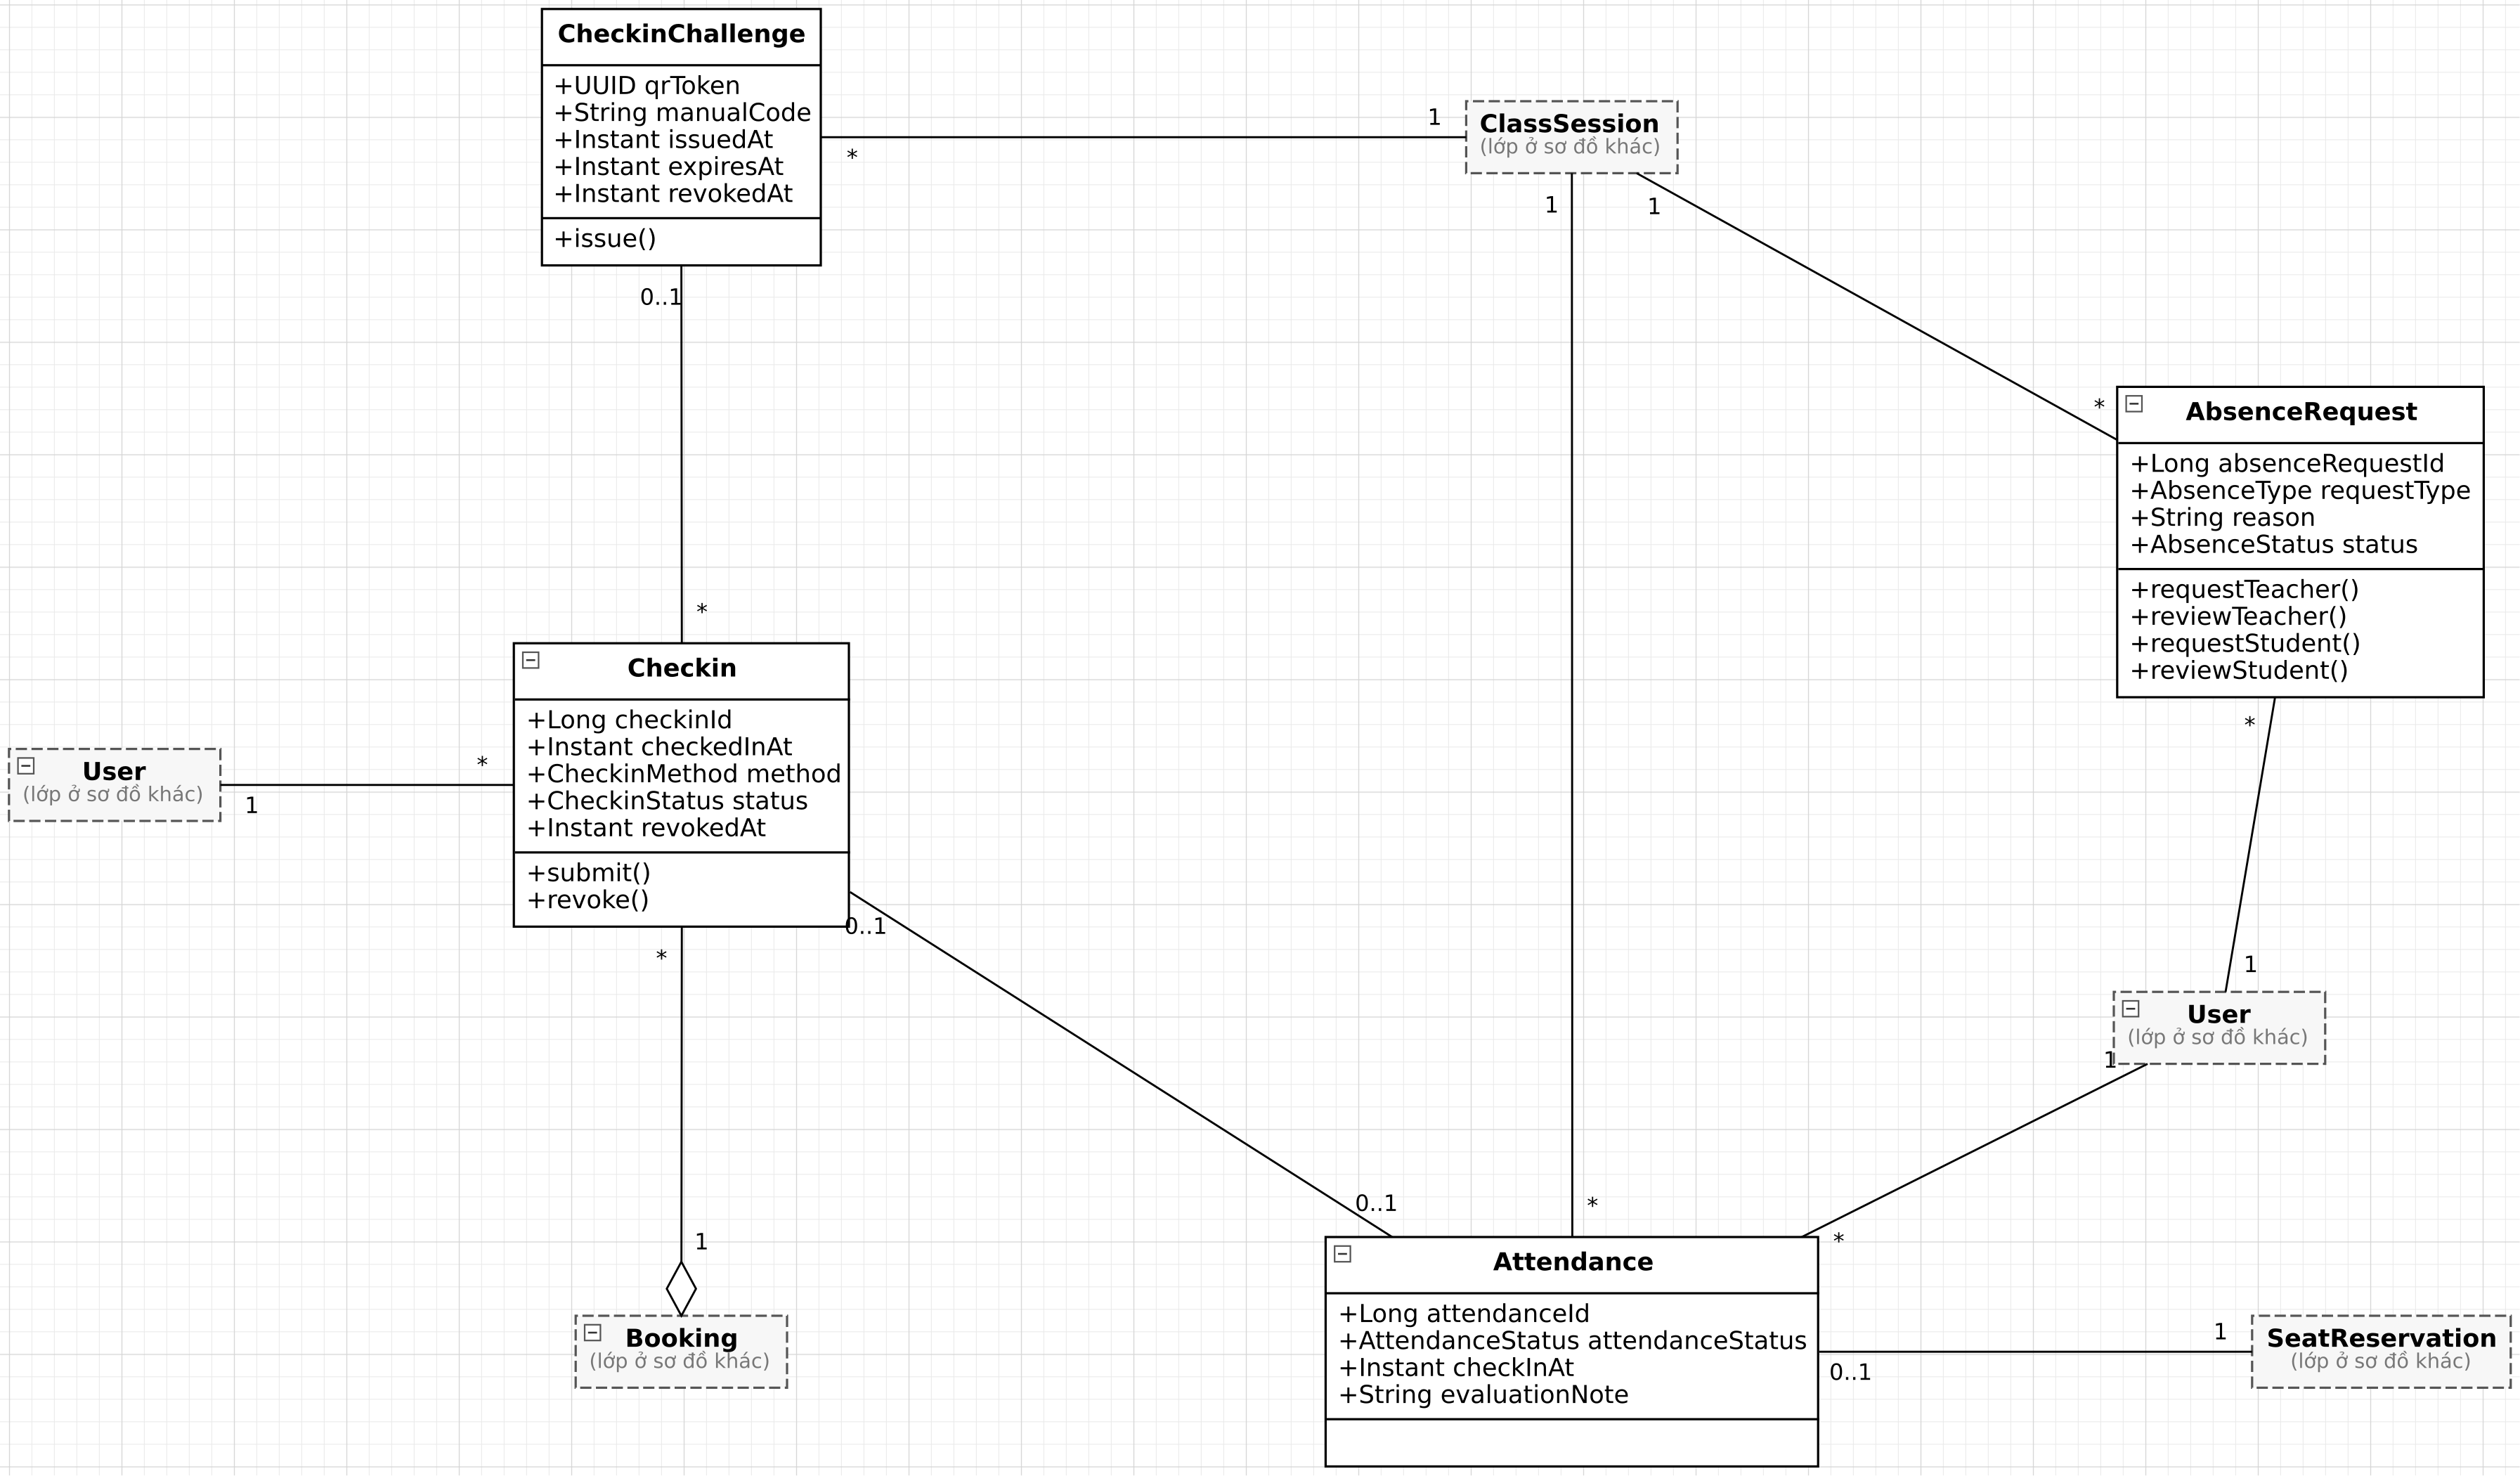 CheckinChallenge
+UUID qrToken
+String manualCode
+Instant issuedAt
+Instant expiresAt
+Instant revokedAt
+issue()
0..1
*
1
ClassSession
(lớp ở sơ đồ khác)
1
1
*
AbsenceRequest
+Long absenceRequestId
+AbsenceType requestType
+String reason
+AbsenceStatus status
+requestTeacher()
+reviewTeacher()
+requestStudent()
+reviewStudent()
*
1
*
Checkin
+Long checkinId
+Instant checkedInAt
+CheckinMethod method
+CheckinStatus status
+Instant revokedAt
+submit()
+revoke()
User
(lớp ở sơ đồ khác)
1
*
0..1
*
1
Booking
(lớp ở sơ đồ khác)
User
(lớp ở sơ đồ khác)
1
0..1
*
*
Attendance
+Long attendanceId
+AttendanceStatus attendanceStatus
+Instant checkInAt
+String evaluationNote
0..1
1
SeatReservation
(lớp ở sơ đồ khác)